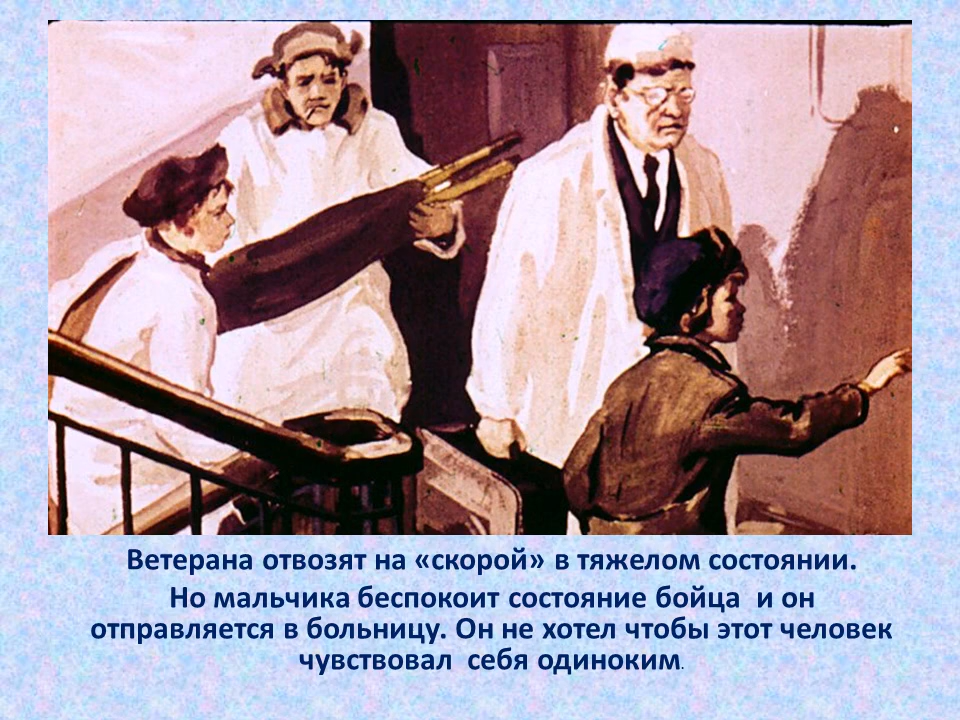 Ветерана отвозят на «скорой» в тяжелом состоянии.
Но мальчика беспокоит состояние бойца и он
отправляется в больницу. Он не хотел чтобы этот человек
чувствовал себя одиноким.